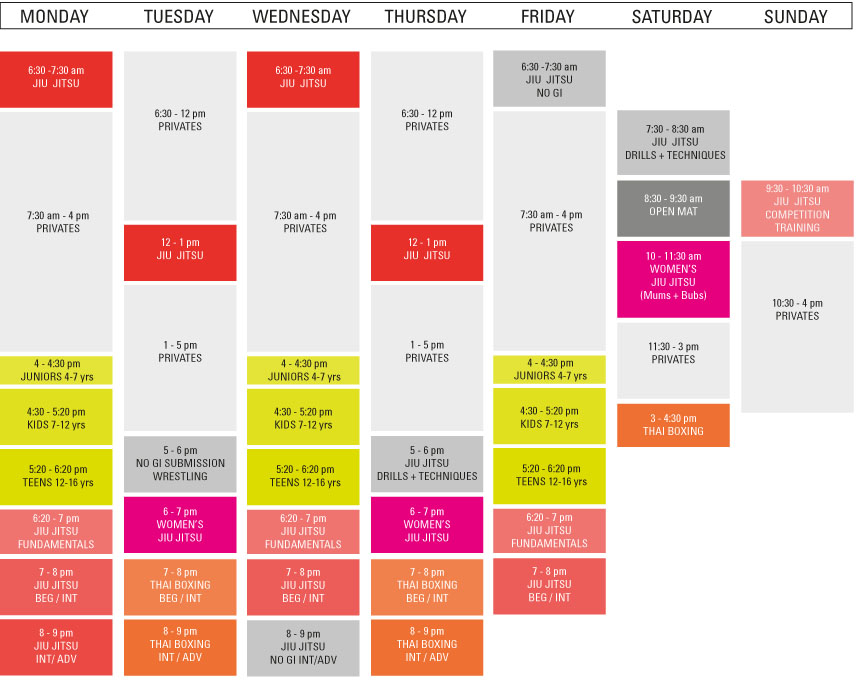 MONDAY
TUESDAY
WEDNESDAY
THURSDAY
FRIDAY
SATURDAY
SUNDAY
6:30 -7:30 am
JIU JITSU
7:30 am - 4 pm
PRIVATES
4 - 4:30 pm
JUNIORS 4-7 yrs
4:30 - 5:20 pm
KIDS 7-12 yrs
5:20 - 6:20 pm
TEENS 12-16 yrs
6:20 - 7 pm
JIU JITSU
FUNDAMENTALS
7 - 8 pm
JIU JITSU
BEG / INT
8 - 9 pm
JIU JITSU
INT/ ADV
6:30 - 12 pm
PRIVATES
12 - 1 pm
JIU JITSU
1 - 5 pm
PRIVATES
5 - 6 pm
NO GI SUBMISSION
WRESTLING
6 - 7 pm
WOMEN'S
JIU JITSU
7 - 8 pm
THAI BOXING
BEG / INT
8 - 9 pm
THAI BOXING
INT / ADV
6:30 -7:30 am
JIU JITSU
7:30 am - 4 pm
PRIVATES
4 - 4:30 pm
JUNIORS 4-7 yrs
4:30 - 5:20 pm
KIDS 7-12 yrs
5:20 - 6:20 pm
TEENS 12-16 yrs
6:20 - 7 pm
JIU JITSU
FUNDAMENTALS
7 - 8 pm
JIU JITSU
BEG / INT
8 - 9 pm
JIU JITSU
NO GI INT/ADV
6:30 - 12 pm
PRIVATES
12 - 1 pm
JIU JITSU
1 - 5 pm
PRIVATES
5 - 6 pm
JIU JITSU
DRILLS + TECHNIQUES
6 - 7 pm
WOMEN'S
JIU JITSU
7 - 8 pm
THAI BOXING
BEG / INT
8 - 9 pm
THAI BOXING
INT / ADV
6:30 -7:30 am
JIU JITSU
NO GI
7:30 am - 4 pm
PRIVATES
4 - 4:30 pm
JUNIORS 4-7 yrs
4:30 - 5:20 pm
KIDS 7-12 yrs
5:20 - 6:20 pm
TEENS 12-16 yrs
6:20 - 7 pm
JIU JITSU
FUNDAMENTALS
7 - 8 pm
JIU JITSU
BEG / INT
7:30 - 8:30 am
JIU JITSU
DRILLS + TECHNIQUES
8:30 - 9:30 am
OPEN MAT
10 - 11:30 am
WOMEN'S
JIU JITSU
(Mums + Bubs)
11:30 - 3 pm
PRIVATES
3 - 4:30 pm
THAI BOXING
9:30 - 10:30 am
JIU JITSU
COMPETITION
TRAINING
10:30 - 4 pm
PRIVATES